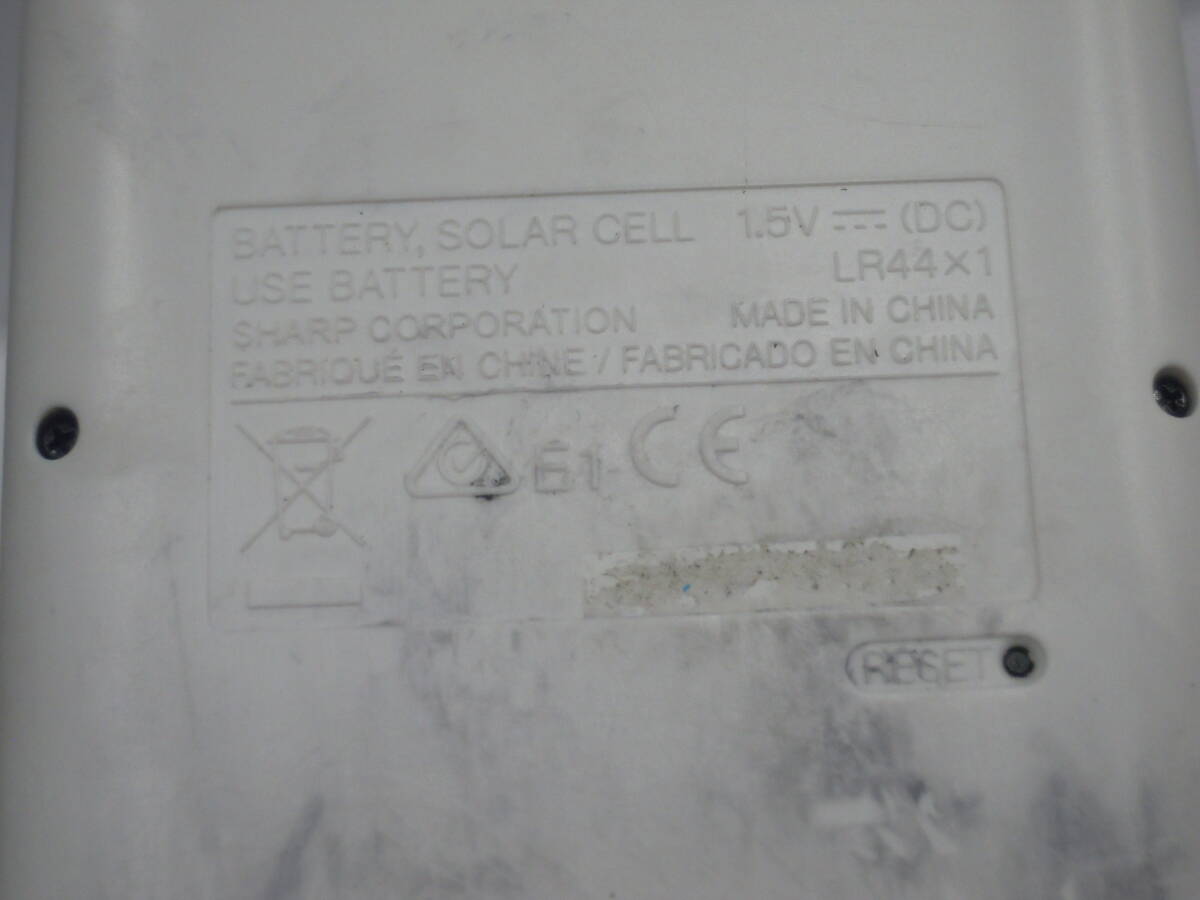 BATTERY, SOLAR CELL 1.5V ⎓ (DC)
USE BATTERY LR44×1
SHARP CORPORATION MADE IN CHINA
FABRIQUÉ EN CHINE / FABRICADO EN CHINA
E1 CE
RESET